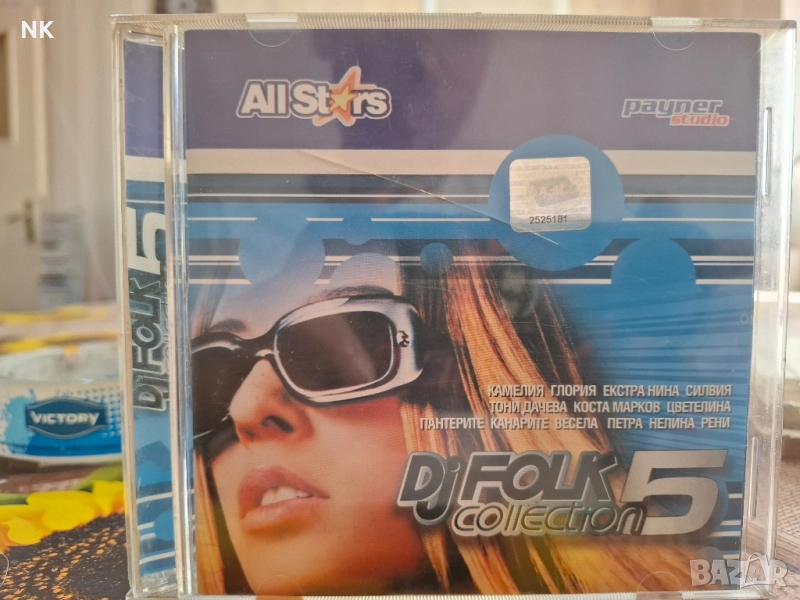 NK
All Stars
payner
studio
2525181
Dj FOLK 5
VICTORY
КАМЕЛИЯ ГЛОРИЯ ЕКСТРА НИНА СИЛВИЯ
ТОНИ ДАЧЕВА КОСТА МАРКОВ ЦВЕТЕЛИНА
ПАНТЕРИТЕ КАНАРИТЕ ВЕСЕЛА ПЕТРА НЕЛИНА РЕНИ
Dj FOLK 5
collection
BAZAR